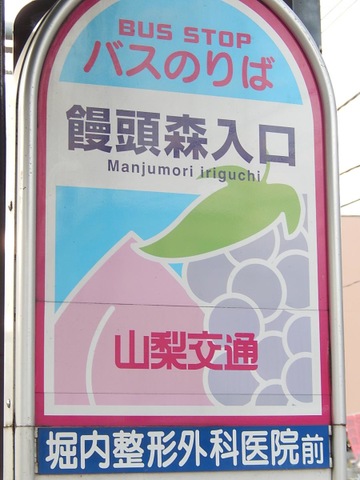 BUS STOP
バスのりば
饅頭森入口
Manjumori iriguchi
山梨交通
堀内整形外科医院前